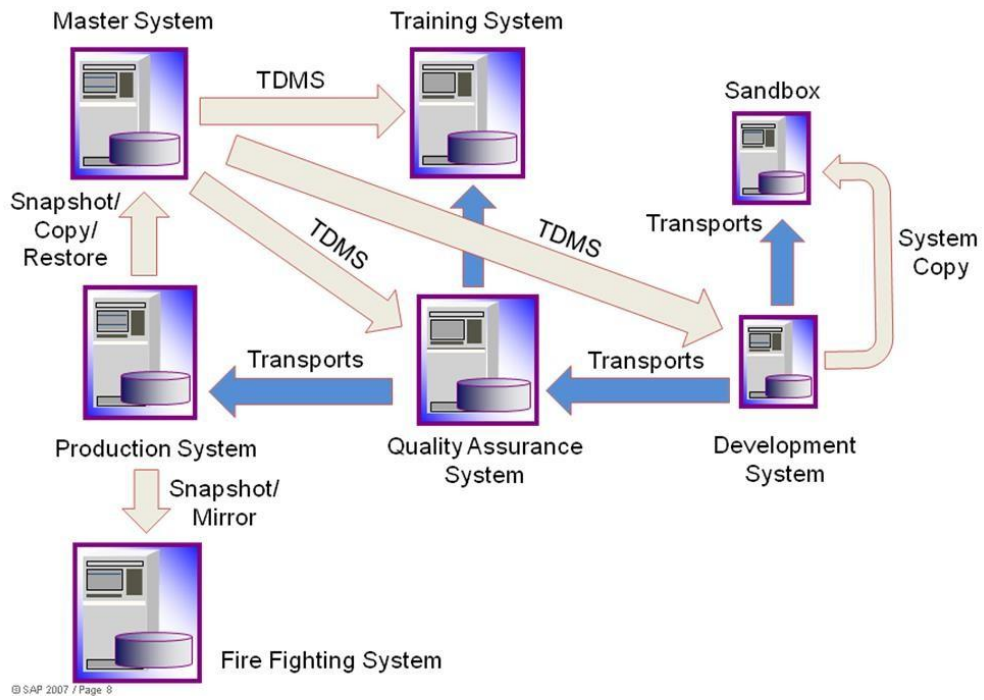 Master System
Training System
TDMS
Sandbox
Snapshot/
Copy/
Restore
TDMS
TDMS
Transports
System
Copy
Transports
Transports
Production System
Quality Assurance
System
Development
System
Snapshot/
Mirror
Fire Fighting System
© SAP 2007 / Page 8